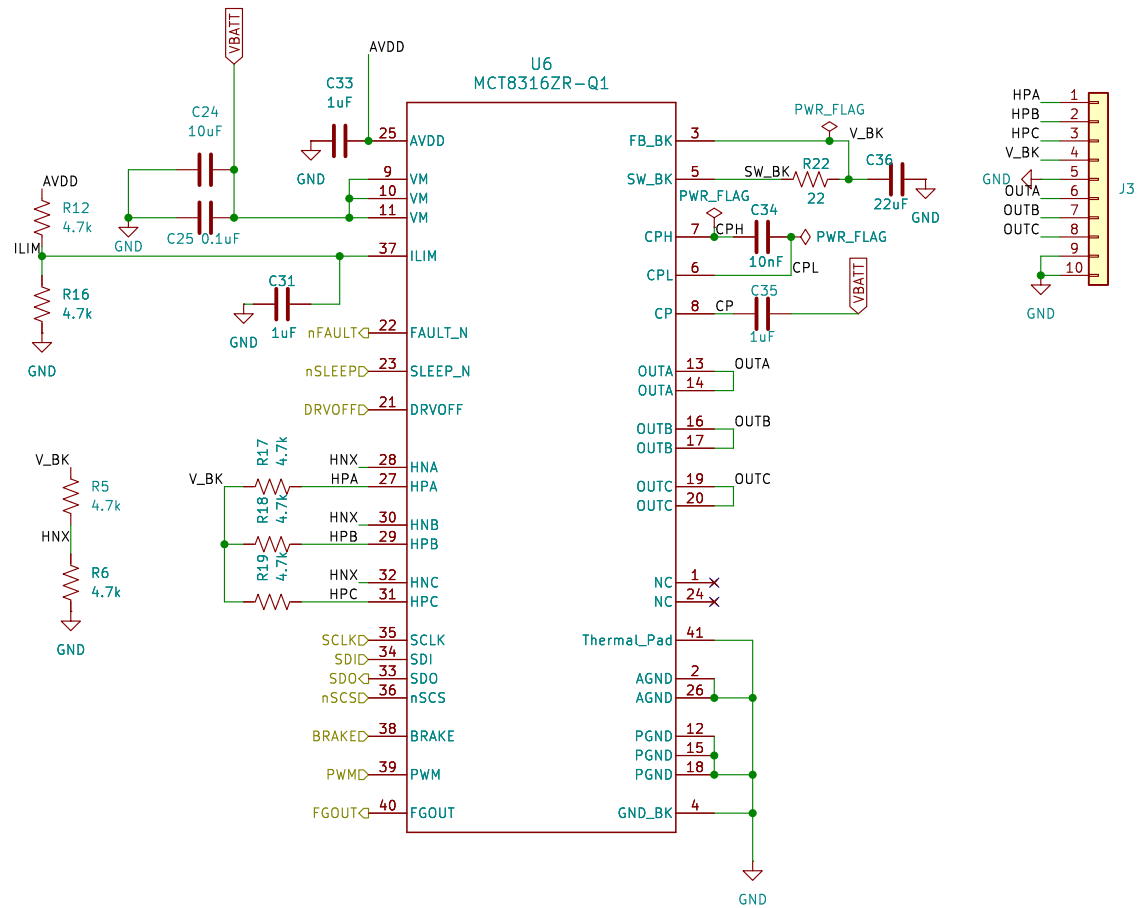 VBATT
AVDD
U6
MCT8316ZR-Q1
C33
1uF
C24
10uF
25 AVDD
GND
9 VM
10 VM
11 VM
AVDD
R12
4.7k
ILIM
GND
C25 0.1uF
37 ILIM
R16
4.7k
GND
C31
1uF
GND
nFAULT 22 FAULT_N
nSLEEP 23 SLEEP_N
DRVOFF 21 DRVOFF
V_BK
R5
4.7k
HNX
R6
4.7k
GND
V_BK
R17
4.7k
R18
4.7k
R19
4.7k
HNX 28 HNA
HPA 27 HPA
HNX 30 HNB
HPB 29 HPB
HNX 32 HNC
HPC 31 HPC
SCLK 35 SCLK
SDI 34 SDI
SDO 33 SDO
nSCS 36 nSCS
BRAKE 38 BRAKE
PWM 39 PWM
FGOUT 40 FGOUT
PWR_FLAG
FB_BK 3 V_BK
SW_BK 5 SW_BK
R22
22
C36
22uF
GND
PWR_FLAG
CPH 7 CPH
C34
10nF
PWR_FLAG
CPL 6 CPL
CP 8 CP
C35
1uF
VBATT
OUTA 13 OUTA
OUTA 14
OUTB 16 OUTB
OUTB 17
OUTC 19 OUTC
OUTC 20
NC 1
NC 24
Thermal_Pad 41
AGND 2
AGND 26
PGND 12
PGND 15
PGND 18
GND_BK 4
GND
HPA 1
HPB 2
HPC 3
V_BK 4
GND 5
OUTA 6
OUTB 7
OUTC 8
9
10
GND
J3